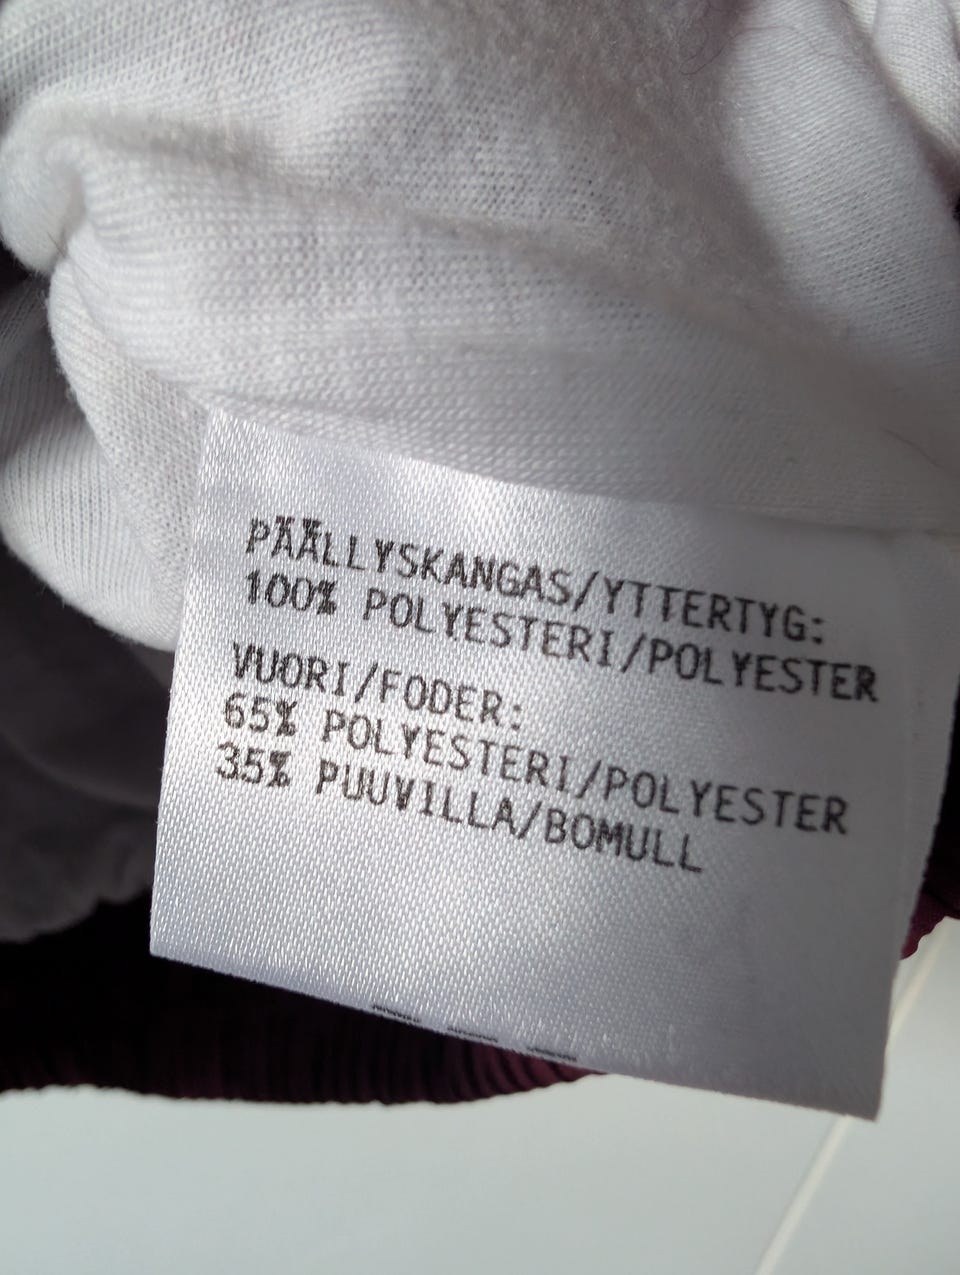 PÄÄLLYSKANGAS/YTTERTYG:
100% POLYESTERI/POLYESTER
VUORI/FODER:
65% POLYESTERI/POLYESTER
35% PUUVILLA/BOMULL